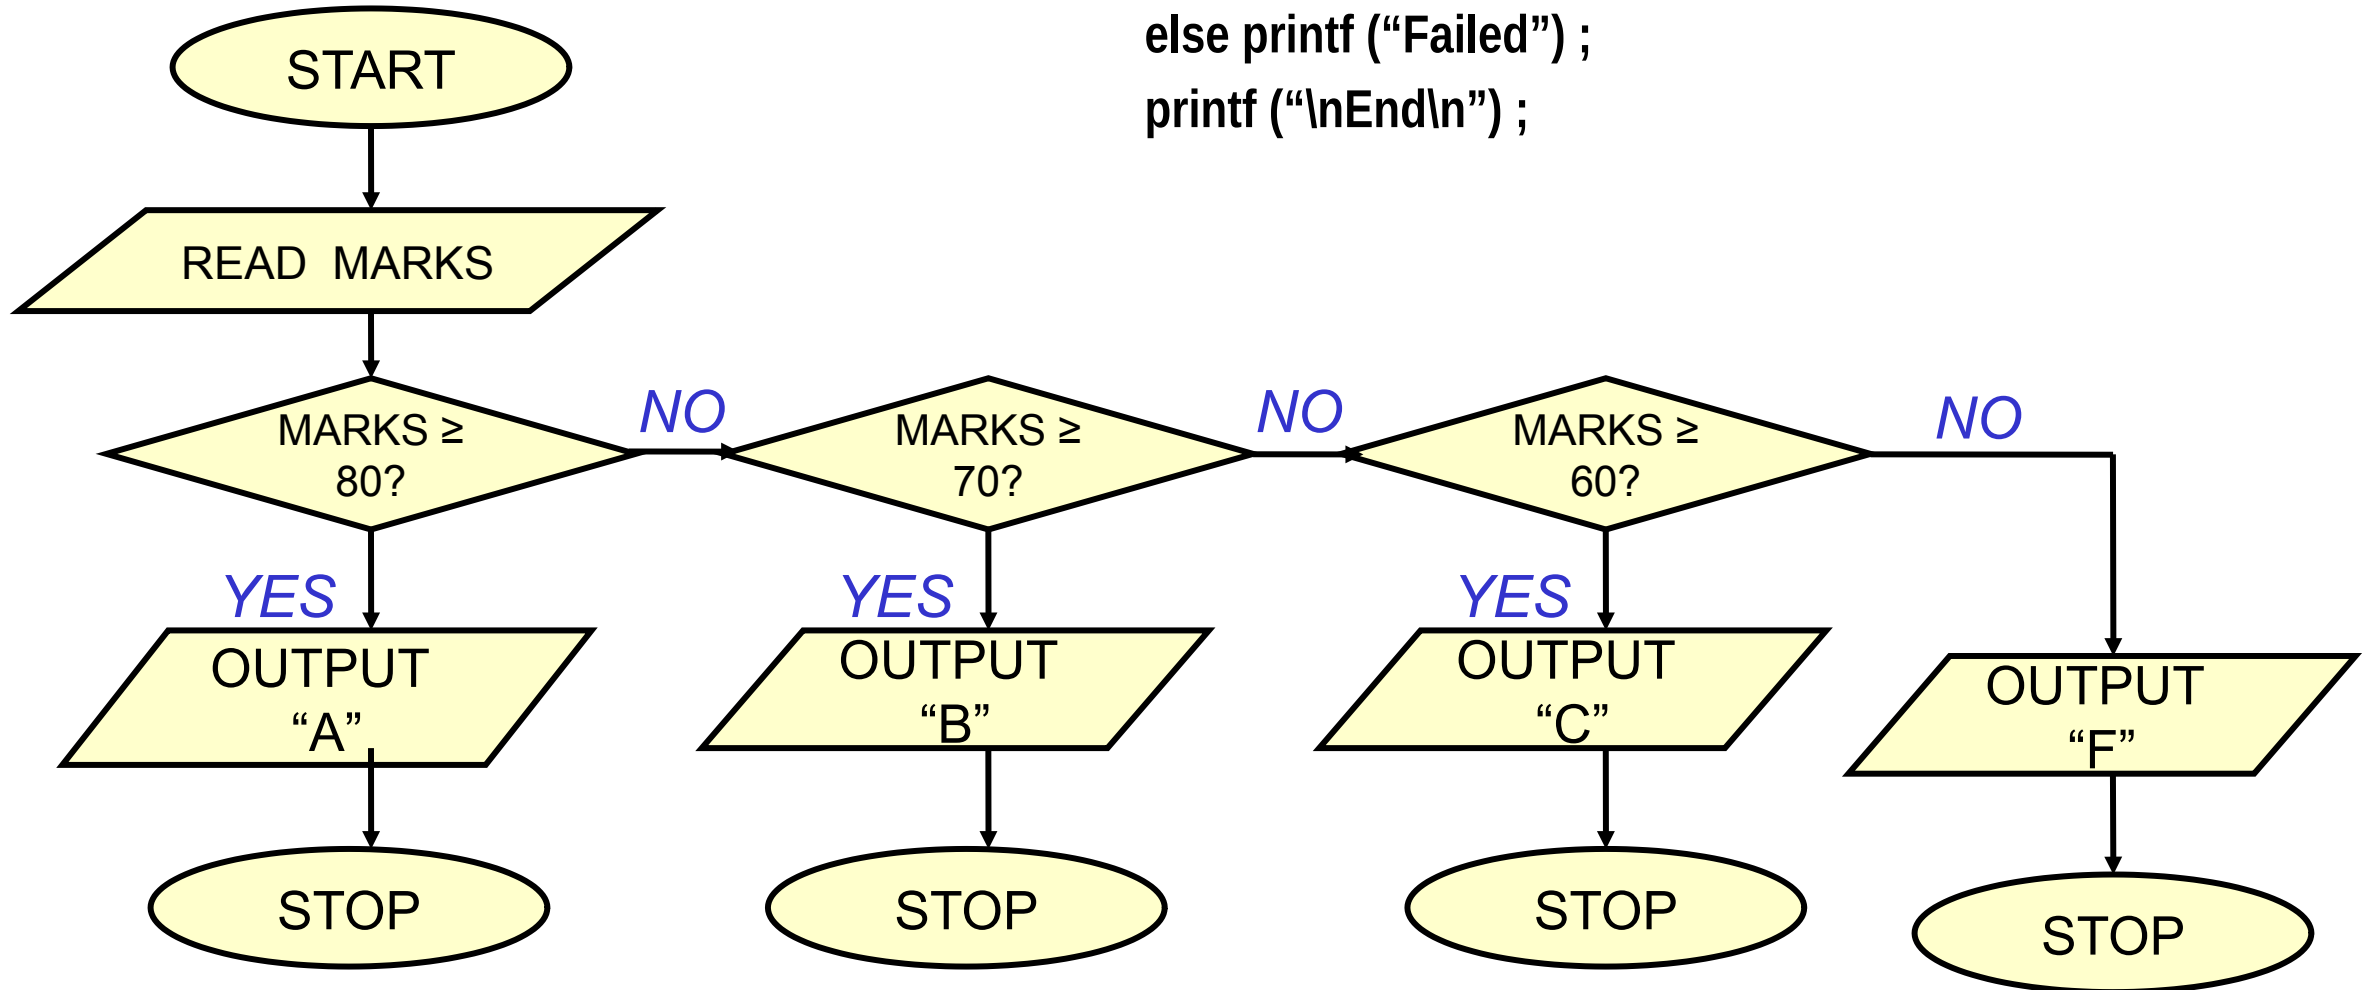 else printf (“Failed”) ;
printf (“\nEnd\n”) ;
START
READ MARKS
MARKS ≥
80?
NO
MARKS ≥
70?
NO
MARKS ≥
60?
NO
YES
OUTPUT
“A”
YES
OUTPUT
“B”
YES
OUTPUT
“C”
OUTPUT
“F”
STOP
STOP
STOP
STOP